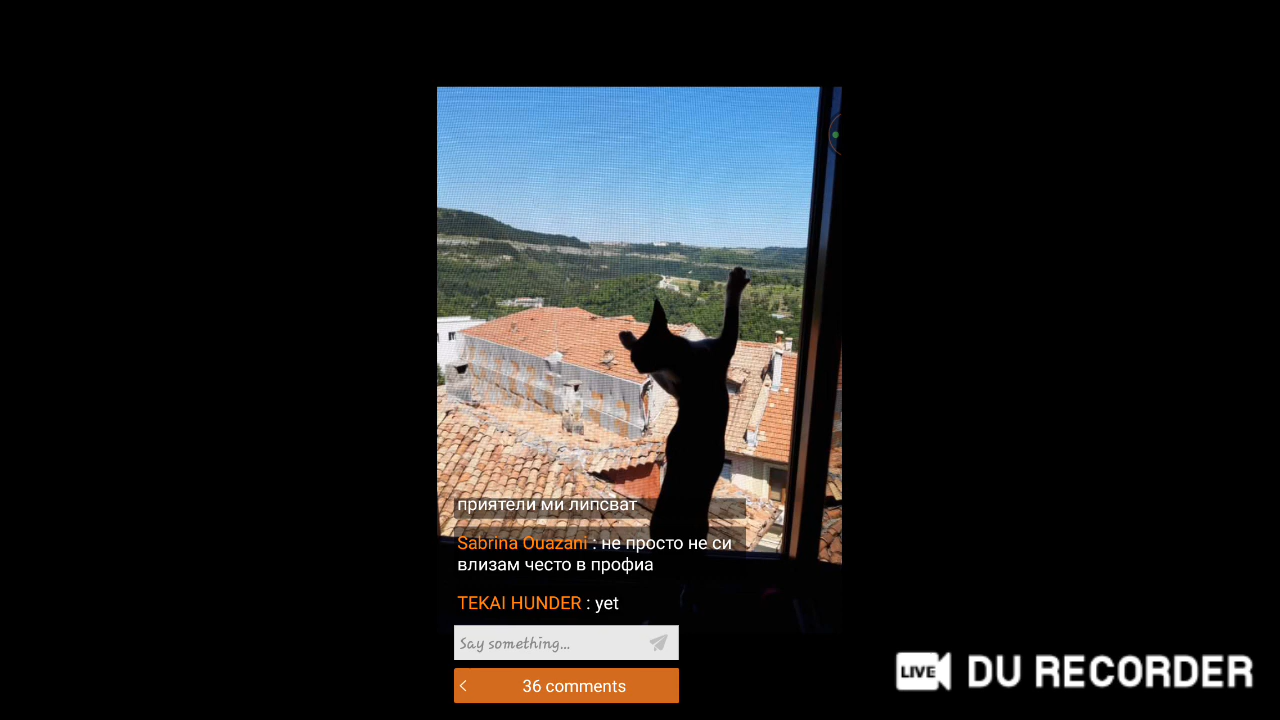 приятели ми липсват
Sabrina Ouazani : не просто не си
влизам често в профиа
TEKAI HUNDER : yet
Say something...
36 comments
LIVE DU RECORDER